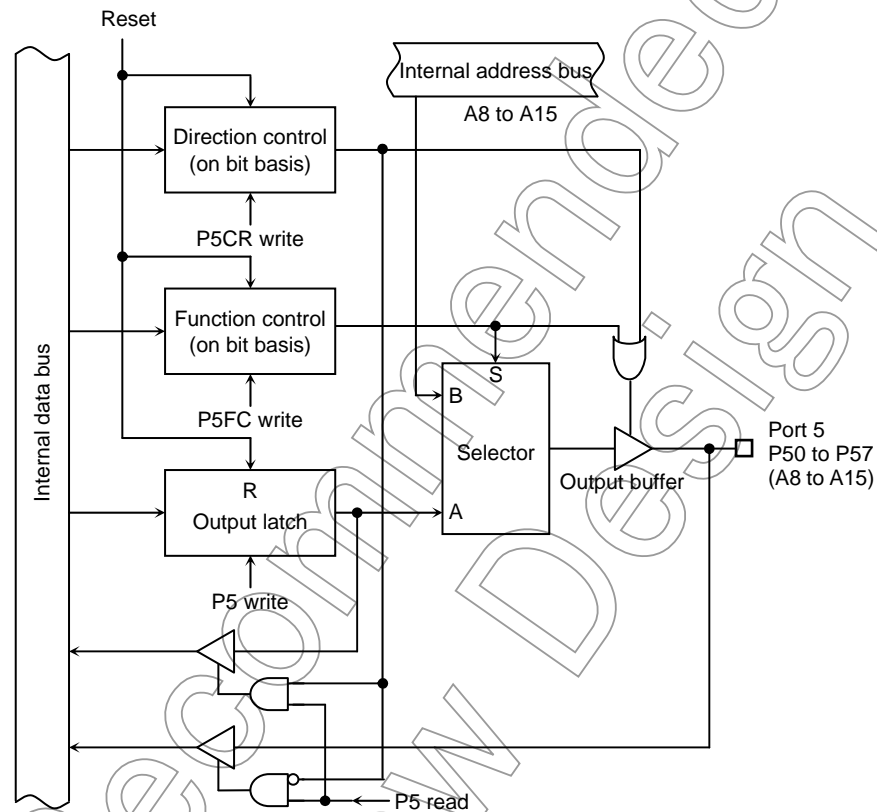 Reset
Internal address bus
A8 to A15
Direction control
(on bit basis)
P5CR write
Function control
(on bit basis)
P5FC write
Internal data bus
S
B
Selector
A
Output buffer
Port 5
P50 to P57
(A8 to A15)
R
Output latch
P5 write
P5 read
ecommended
w Design